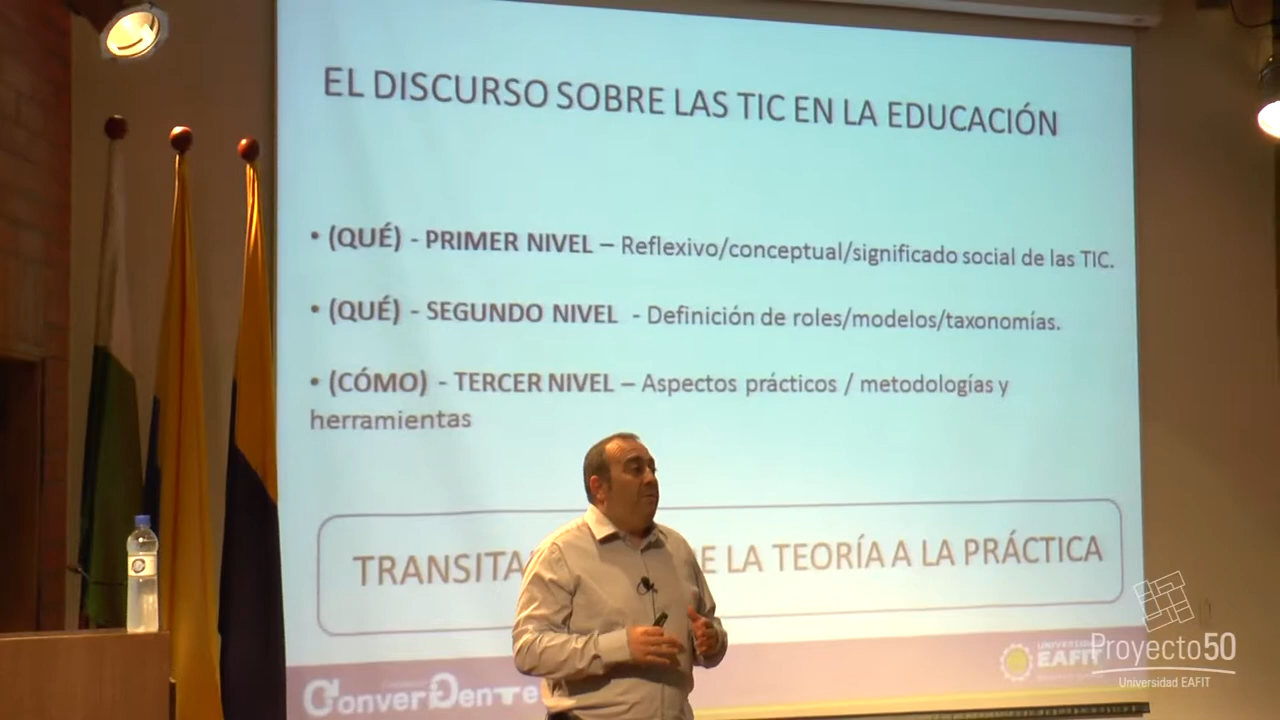 EL DISCURSO SOBRE LAS TIC EN LA EDUCACIÓN
• (QUÉ) - PRIMER NIVEL – Reflexivo/conceptual/significado social de las TIC.
• (QUÉ) - SEGUNDO NIVEL - Definición de roles/modelos/taxonomías.
• (CÓMO) - TERCER NIVEL – Aspectos prácticos / metodologías y
herramientas
TRANSITA E LA TEORÍA A LA PRÁCTICA
UNIVERSIDAD
EAFIT
ConverGente
Proyecto50
Universidad EAFIT